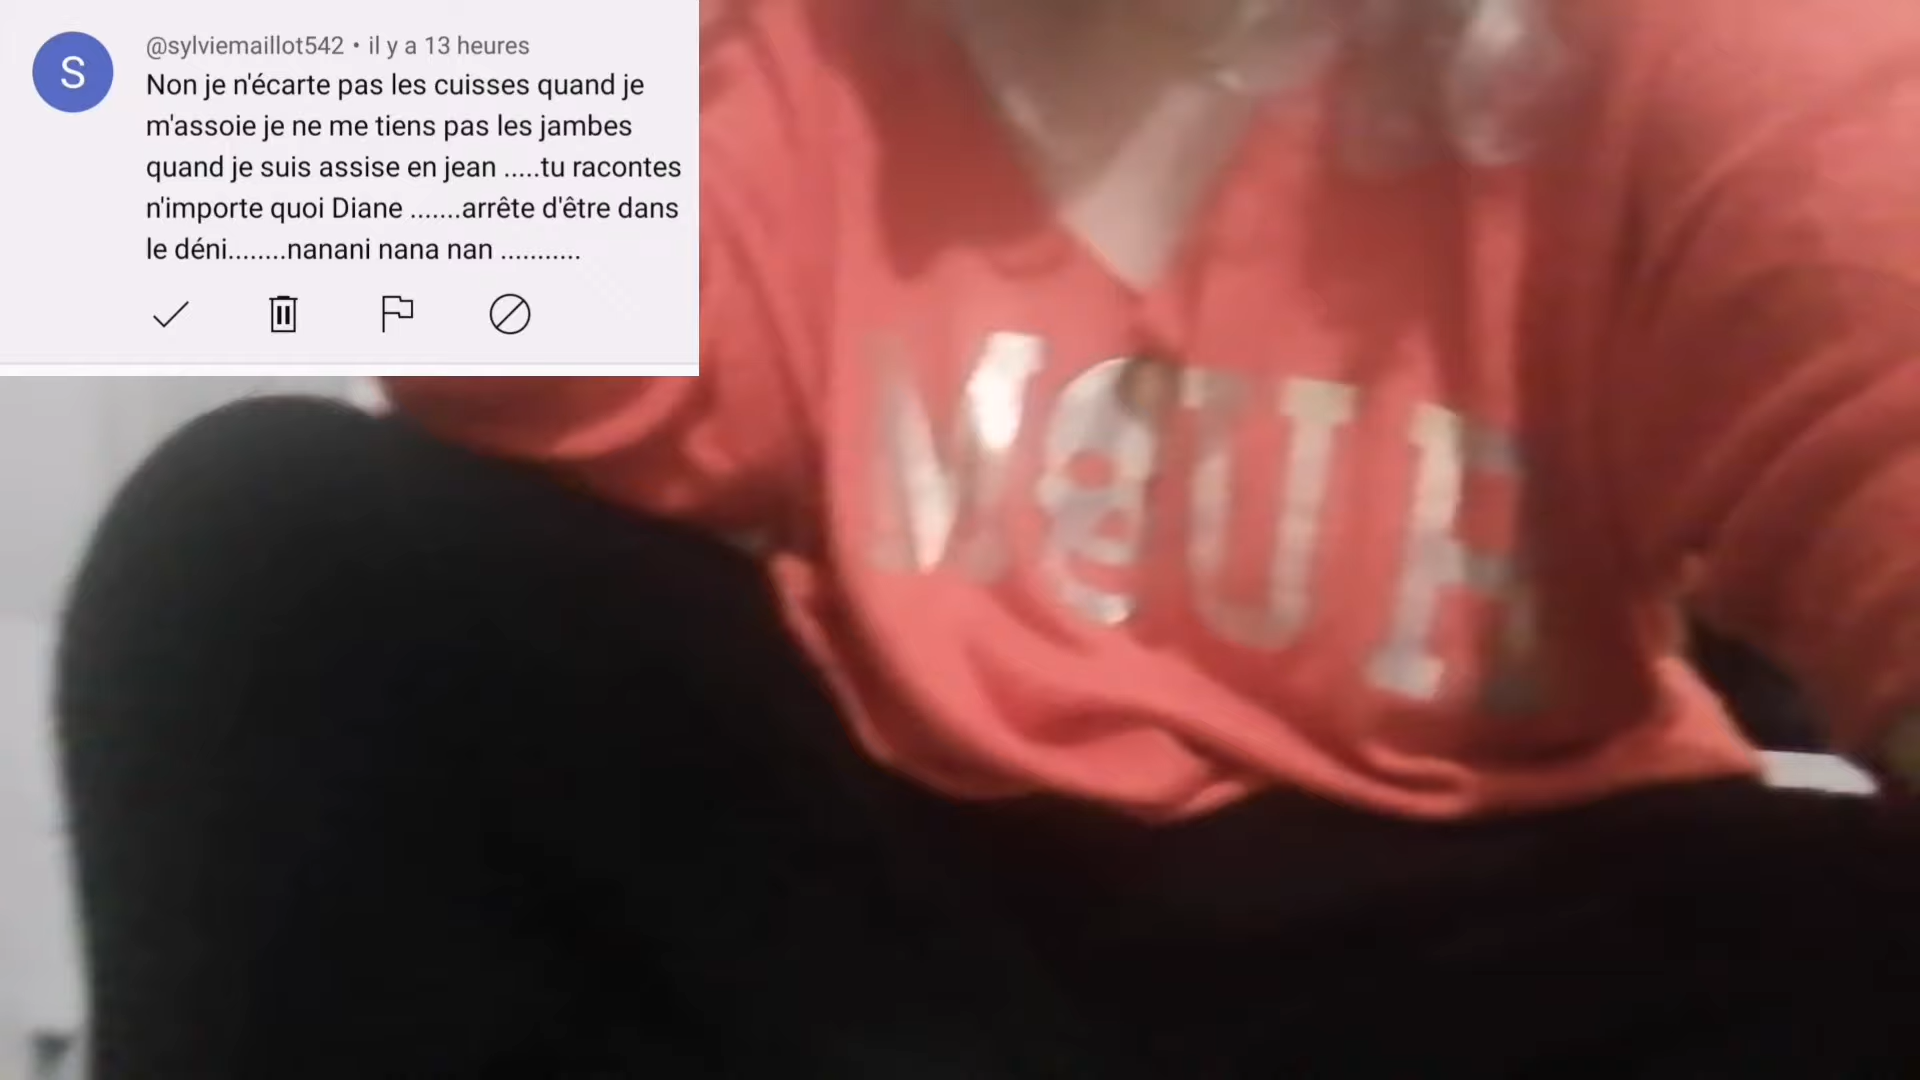 S
@sylviemaillot542 • il y a 13 heures
Non je n'écarte pas les cuisses quand je
m'assoie je ne me tiens pas les jambes
quand je suis assise en jean .....tu racontes
n'importe quoi Diane .......arrête d'être dans
le déni........nanani nana nan ...........